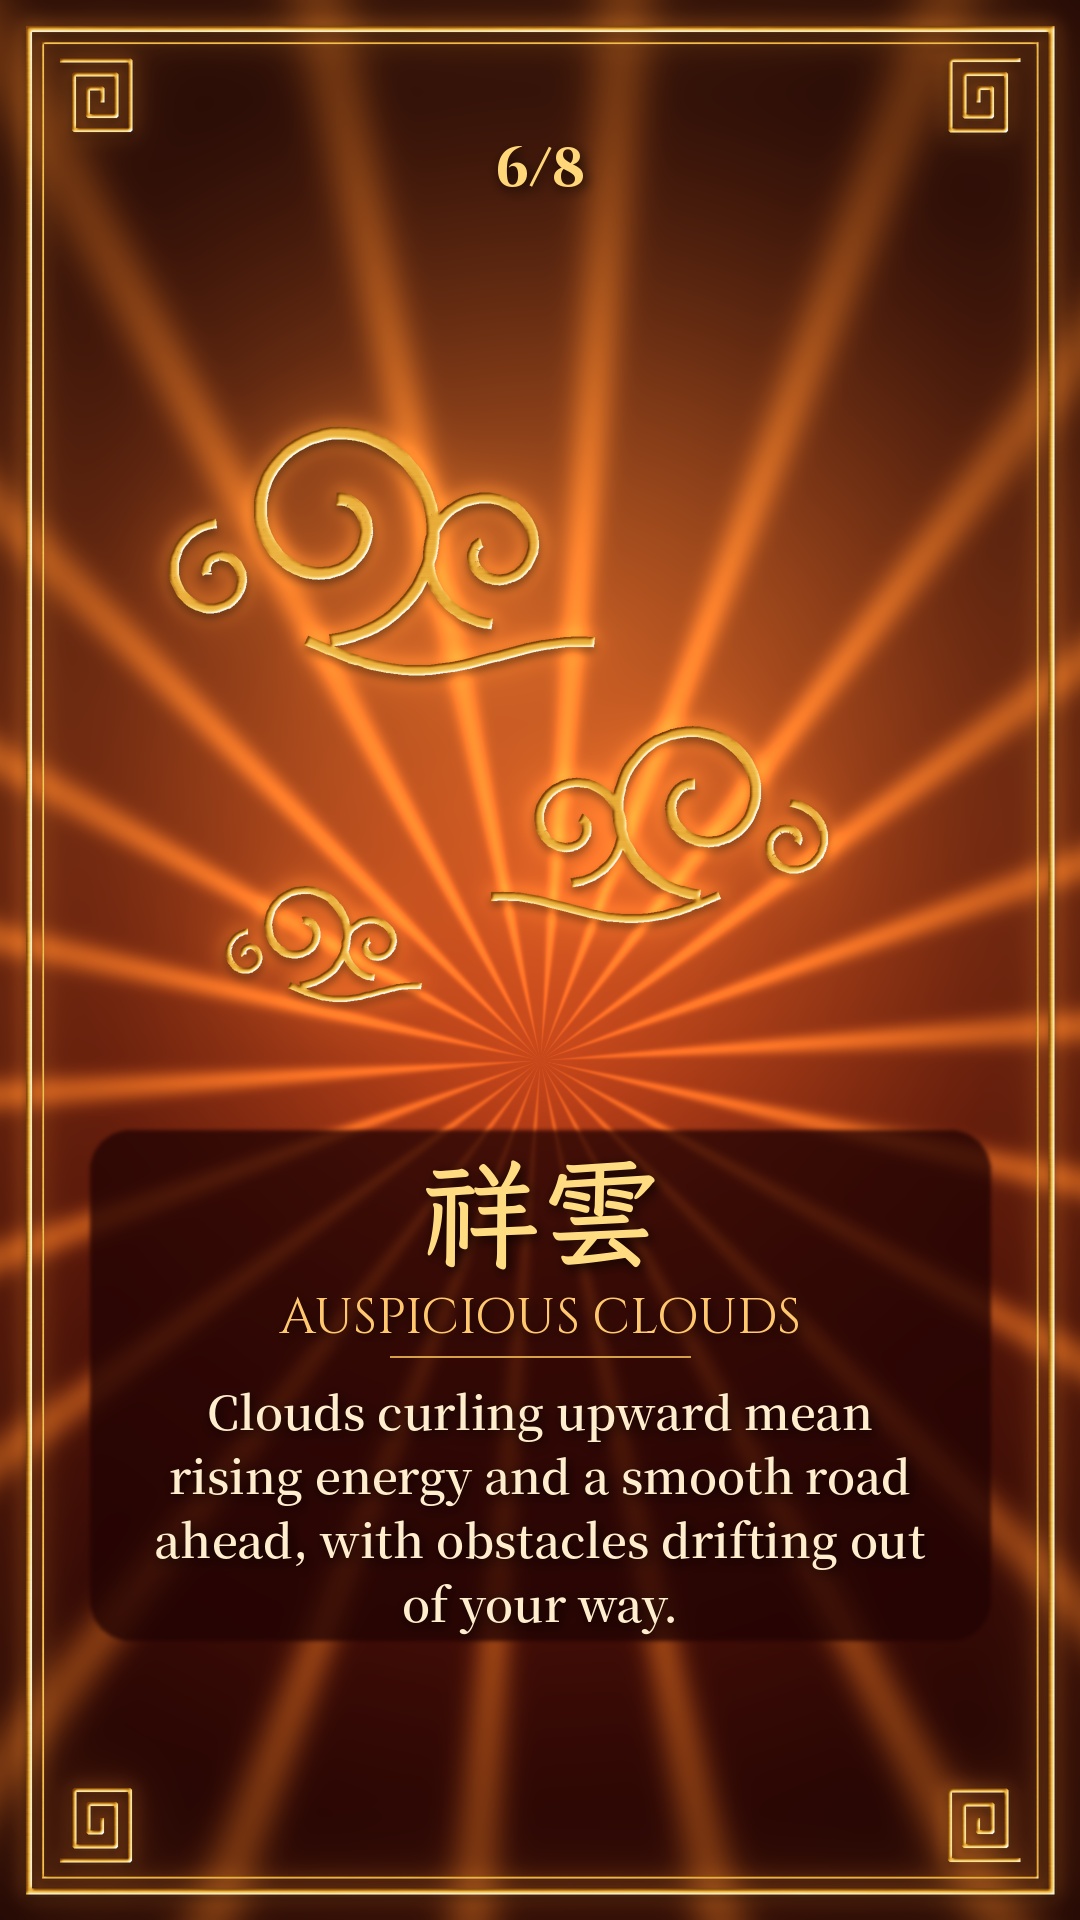 6/8
祥雲
AUSPICIOUS CLOUDS
Clouds curling upward mean
rising energy and a smooth road
ahead, with obstacles drifting out
of your way.